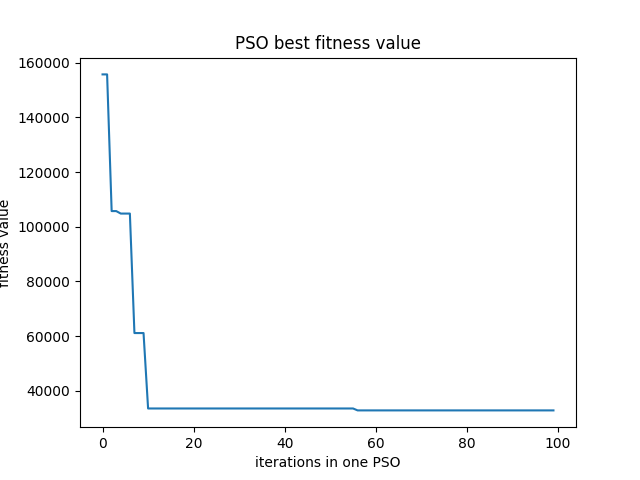 PSO best fitness value
160000
140000
120000
100000
80000
60000
40000
fitness value
0 20 40 60 80 100
iterations in one PSO